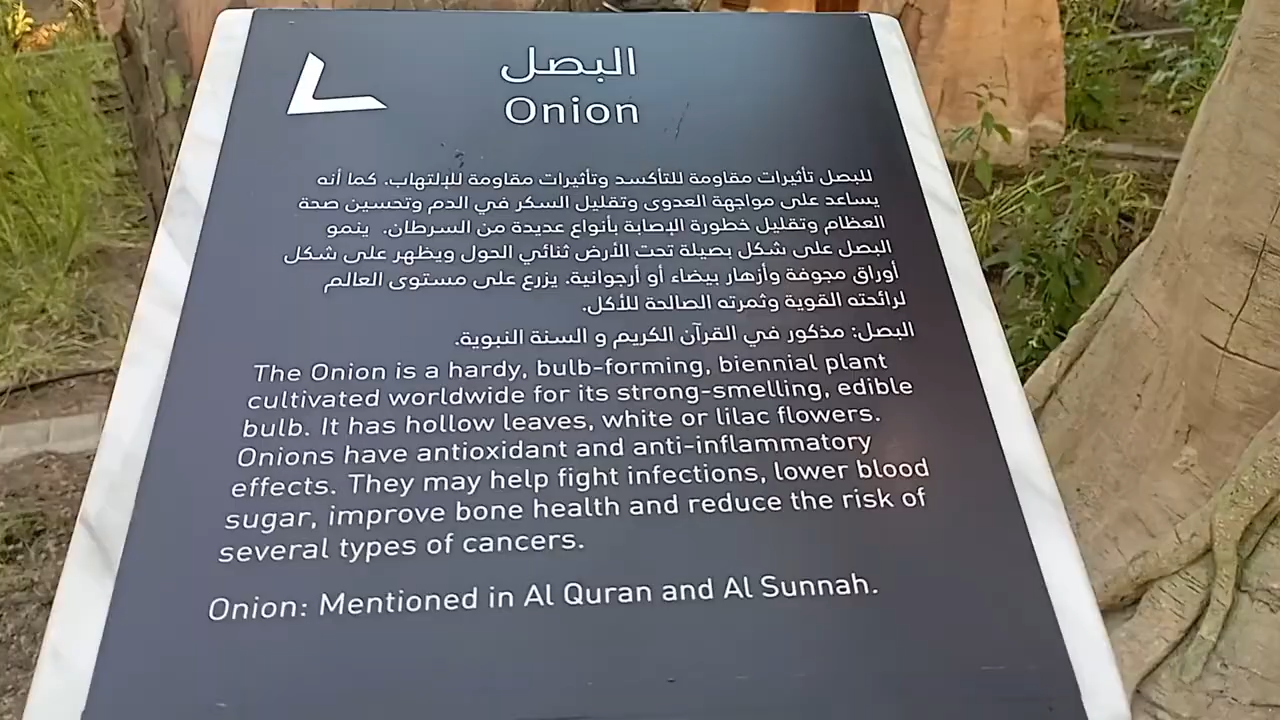 البصل
Onion
للبصل تأثيرات مقاومة للتأكسد وتأثيرات مقاومة للإلتهاب. كما أنه
يساعد على مواجهة العدوى وتقليل السكر في الدم وتحسين صحة
العظام وتقليل خطورة الإصابة بأنواع عديدة من السرطان. ينمو
البصل على شكل بصيلة تحت الأرض ثنائي الحول ويظهر على شكل
أوراق مجوفة وأزهار بيضاء أو أرجوانية. يزرع على مستوى العالم
لرائحته القوية وثمرته الصالحة للأكل.
البصل: مذكور في القرآن الكريم و السنة النبوية.
The Onion is a hardy, bulb-forming, biennial plant
cultivated worldwide for its strong-smelling, edible
bulb. It has hollow leaves, white or lilac flowers.
Onions have antioxidant and anti-inflammatory
effects. They may help fight infections, lower blood
sugar, improve bone health and reduce the risk of
several types of cancers.
Onion: Mentioned in Al Quran and Al Sunnah.